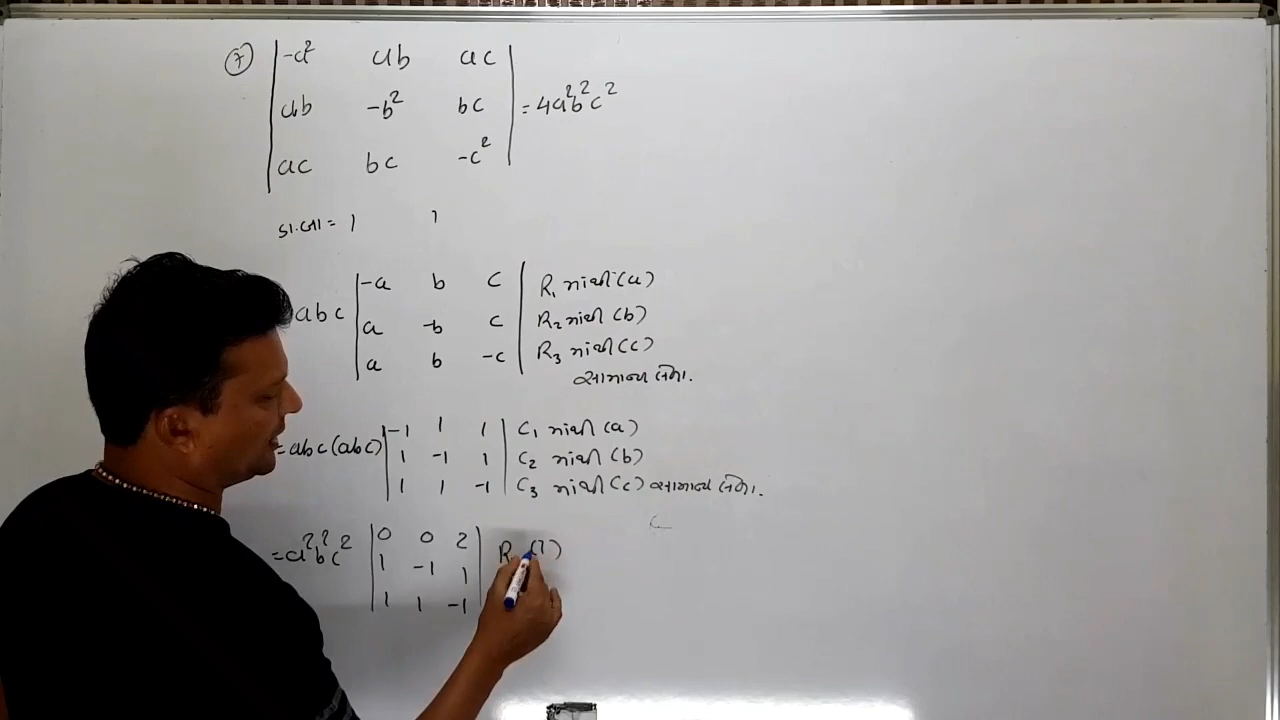 (7) | -a² ab ac |
| ab -b² bc | = 4a²b²c²
| ac bc -c² |
ડા.બા =
| -a b c | R₁ માંથી (a)
abc | a -b c | R₂ માંથી (b)
| a b -c | R₃ માંથી (c)
સામાન્ય લેતા.
| -1 1 1 | C₁ માંથી (a)
= abc(abc) | 1 -1 1 | C₂ માંથી (b)
| 1 1 -1 | C₃ માંથી (c) સામાન્ય લેતા.
| 0 0 2 | R
= a²b²c² | 1 -1 1 |
| 1 1 -1 |